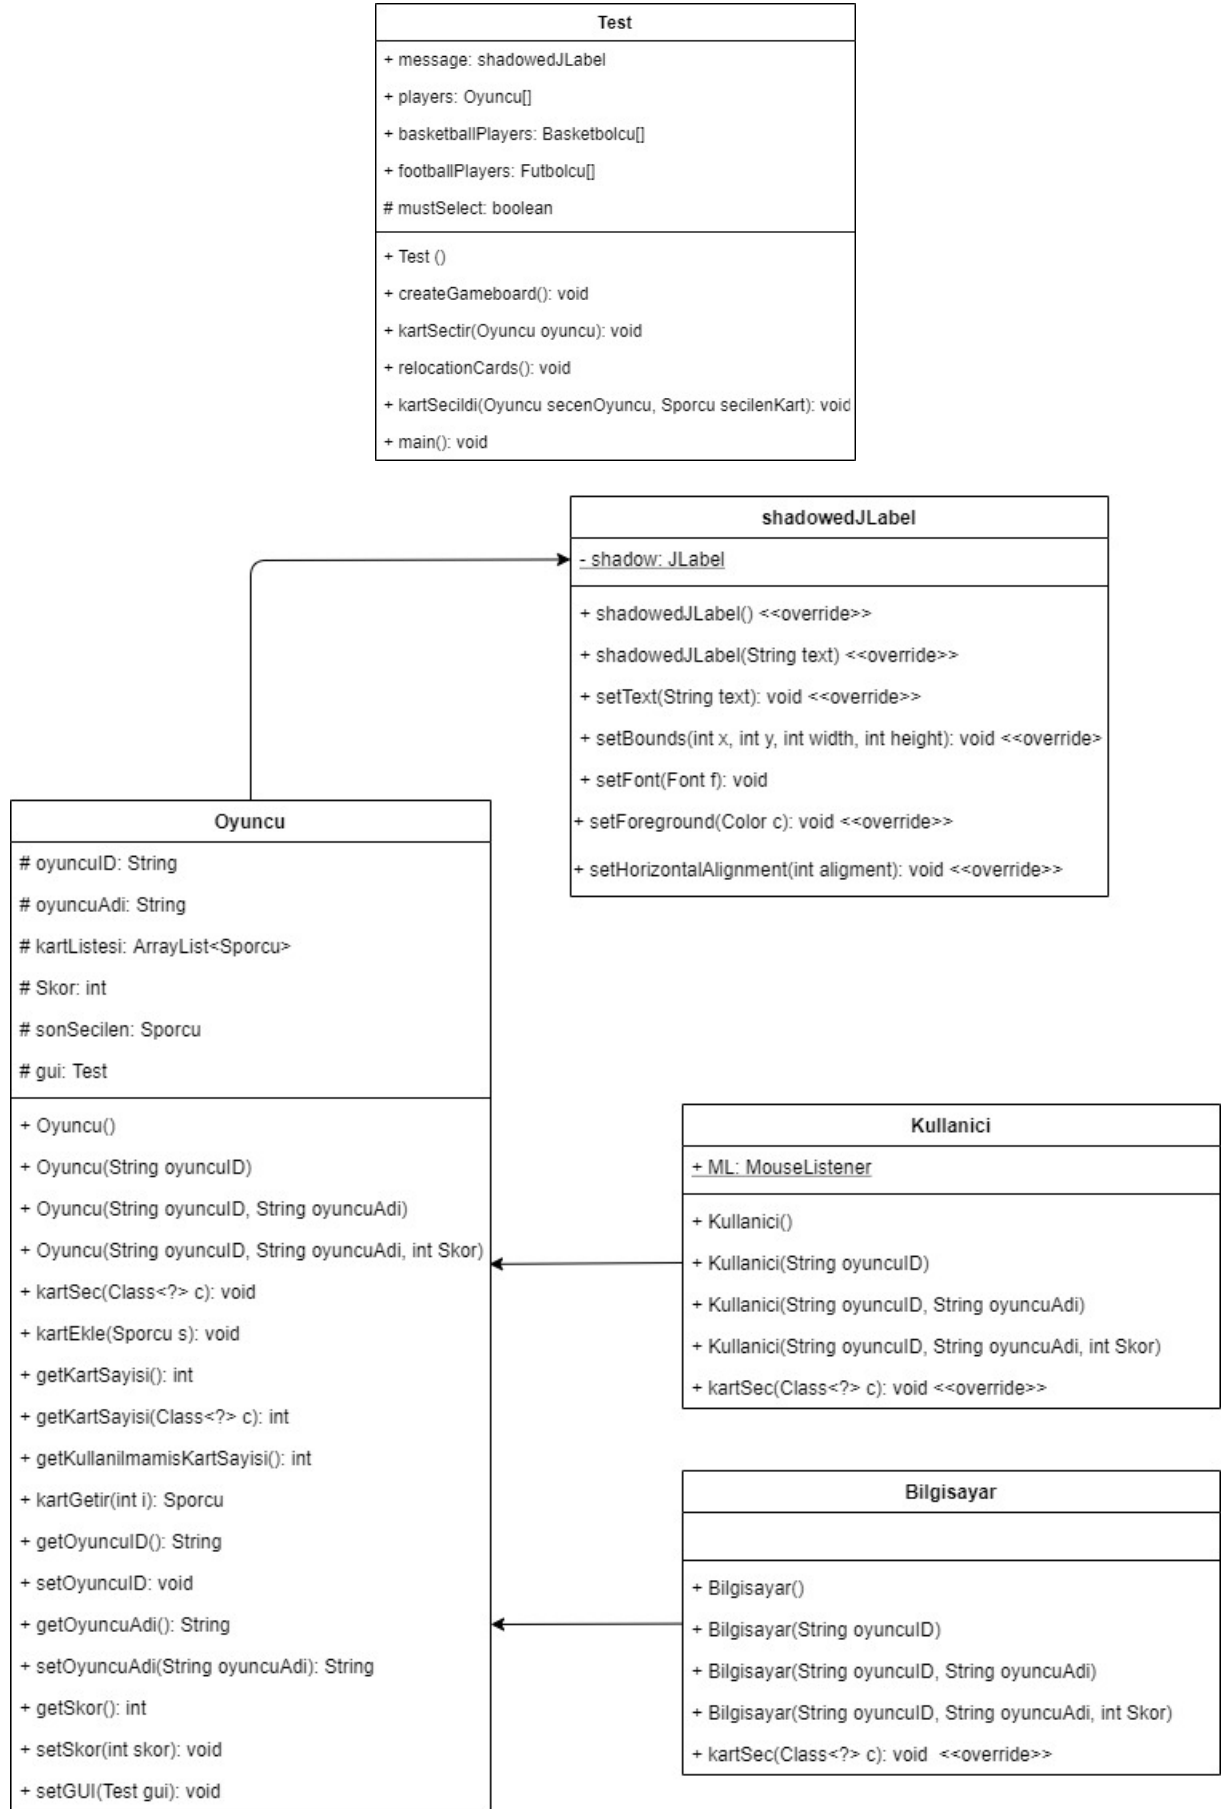 Test
+ message: shadowedJLabel
+ players: Oyuncu[]
+ basketballPlayers: Basketbolcu[]
+ footballPlayers: Futbolcu[]
# mustSelect: boolean
+ Test ()
+ createGameboard(): void
+ kartSectir(Oyuncu oyuncu): void
+ relocationCards(): void
+ kartSecildi(Oyuncu secenOyuncu, Sporcu secilenKart): void
+ main(): void
shadowedJLabel
- shadow: JLabel
+ shadowedJLabel() <<override>>
+ shadowedJLabel(String text) <<override>>
+ setText(String text): void <<override>>
+ setBounds(int x, int y, int width, int height): void <<override>
+ setFont(Font f): void
+ setForeground(Color c): void <<override>>
+ setHorizontalAlignment(int aligment): void <<override>>
Oyuncu
# oyuncuID: String
# oyuncuAdi: String
# kartListesi: ArrayList<Sporcu>
# Skor: int
# sonSecilen: Sporcu
# gui: Test
+ Oyuncu()
+ Oyuncu(String oyuncuID)
+ Oyuncu(String oyuncuID, String oyuncuAdi)
+ Oyuncu(String oyuncuID, String oyuncuAdi, int Skor)
+ kartSec(Class<?> c): void
+ kartEkle(Sporcu s): void
+ getKartSayisi(): int
+ getKartSayisi(Class<?> c): int
+ getKullanilmamisKartSayisi(): int
+ kartGetir(int i): Sporcu
+ getOyuncuID(): String
+ setOyuncuID: void
+ getOyuncuAdi(): String
+ setOyuncuAdi(String oyuncuAdi): String
+ getSkor(): int
+ setSkor(int skor): void
+ setGUI(Test gui): void
Kullanici
+ ML: MouseListener
+ Kullanici()
+ Kullanici(String oyuncuID)
+ Kullanici(String oyuncuID, String oyuncuAdi)
+ Kullanici(String oyuncuID, String oyuncuAdi, int Skor)
+ kartSec(Class<?> c): void <<override>>
Bilgisayar
+ Bilgisayar()
+ Bilgisayar(String oyuncuID)
+ Bilgisayar(String oyuncuID, String oyuncuAdi)
+ Bilgisayar(String oyuncuID, String oyuncuAdi, int Skor)
+ kartSec(Class<?> c): void <<override>>